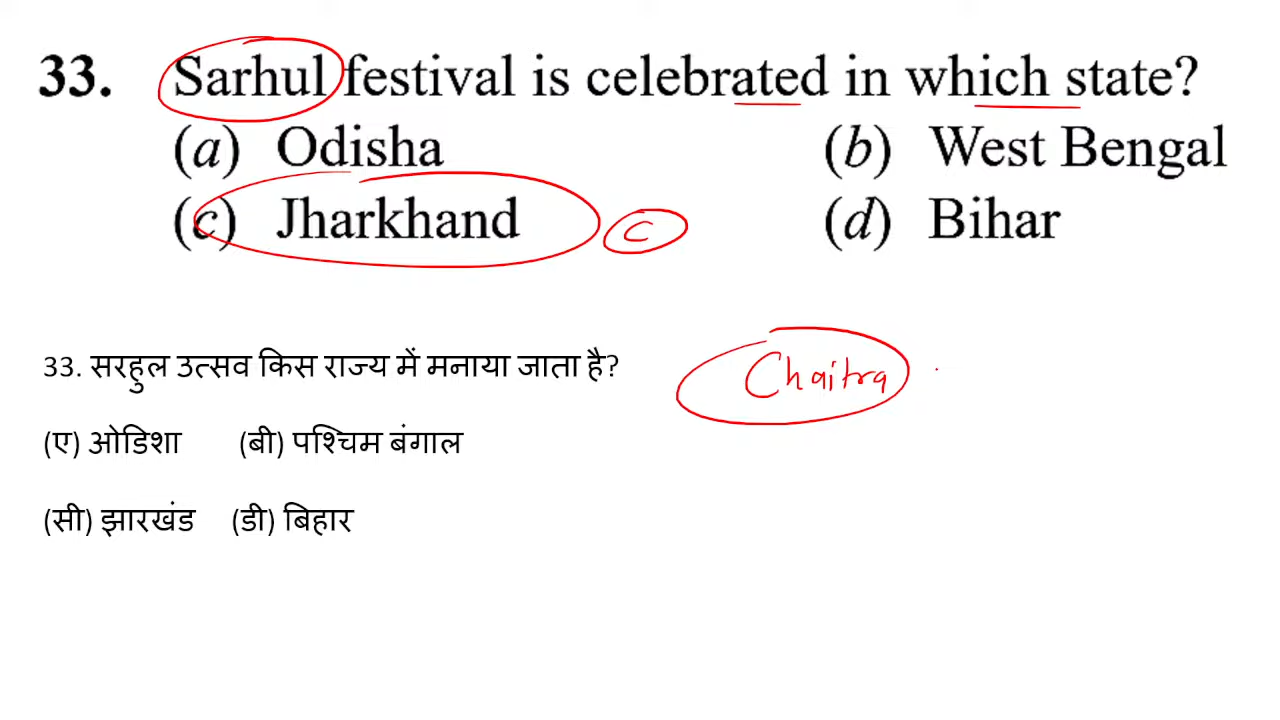 33. Sarhul festival is celebrated in which state?
(a) Odisha (b) West Bengal
(c) Jharkhand C (d) Bihar
33. सरहुल उत्सव किस राज्य में मनाया जाता है?
Chaitra
(ए) ओडिशा (बी) पश्चिम बंगाल
(सी) झारखंड (डी) बिहार